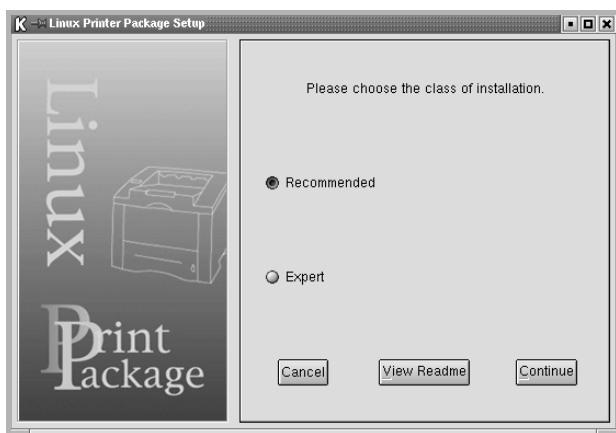 Linux Printer Package Setup
Linux
Print
Package
Please choose the class of installation.
Recommended
Expert
Cancel
View Readme
Continue